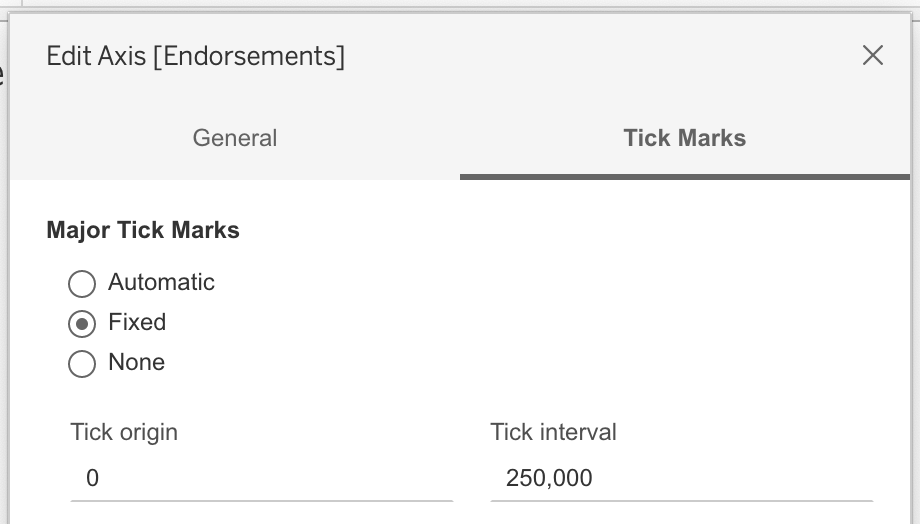 Edit Axis [Endorsements]
General
Tick Marks
Major Tick Marks
Automatic
Fixed
None
Tick origin
Tick interval
0
250,000